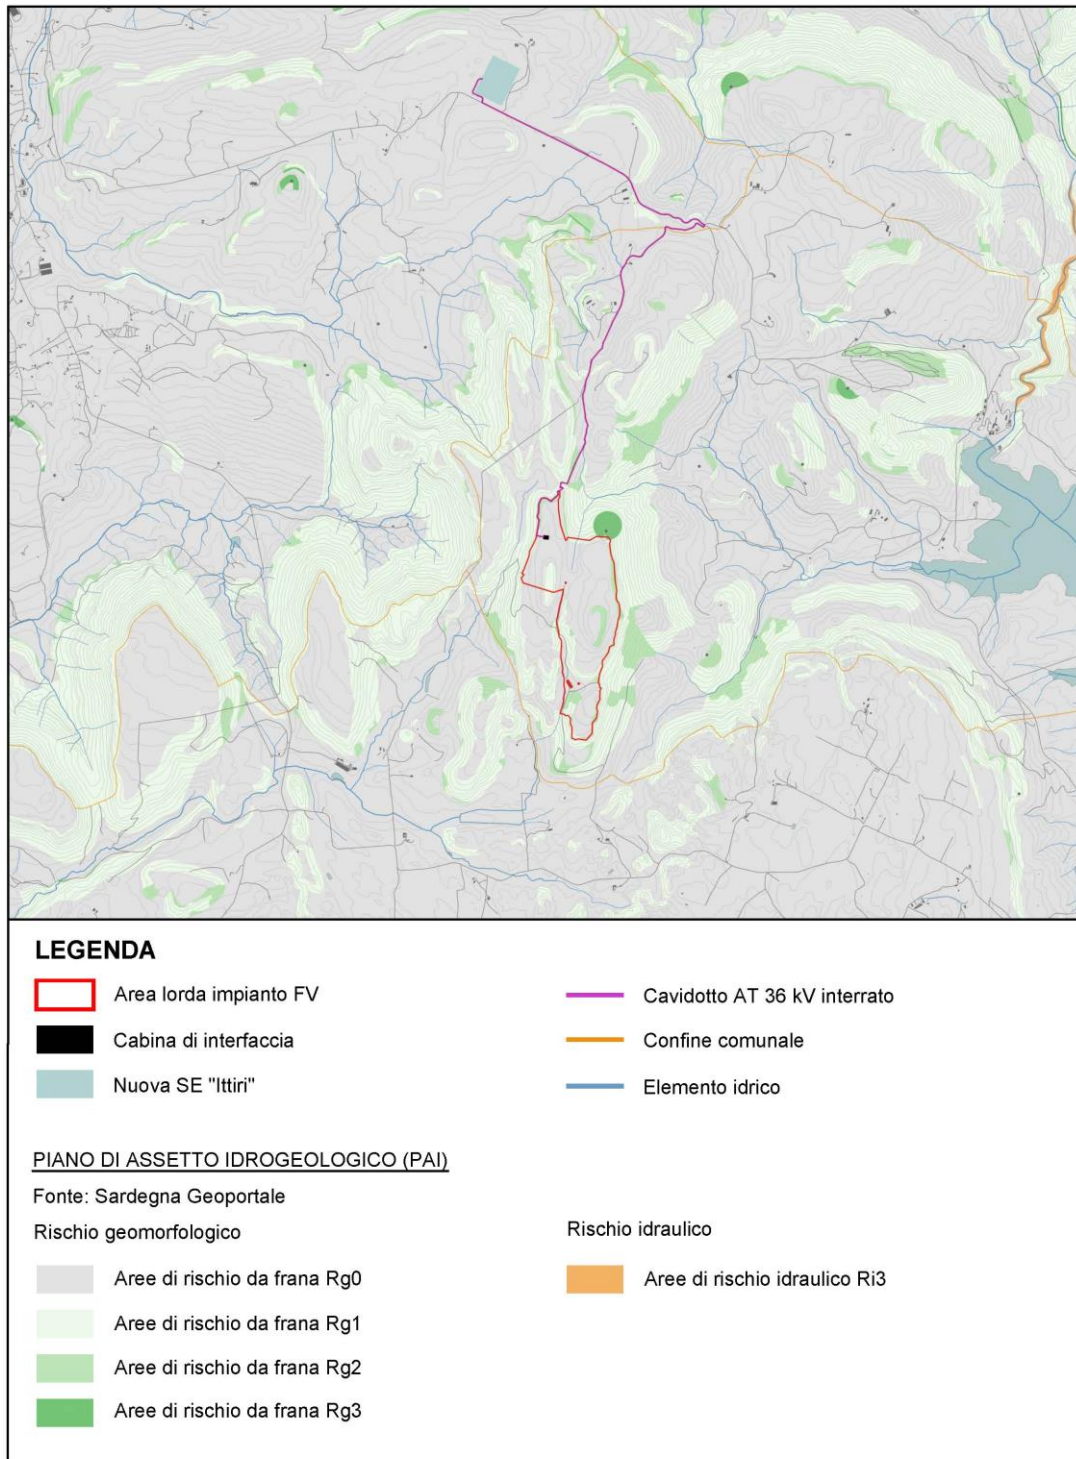 LEGENDA
Area lorda impianto FV
Cavidotto AT 36 kV interrato
Cabina di interfaccia
Confine comunale
Nuova SE "Ittiri"
Elemento idrico
PIANO DI ASSETTO IDROGEOLOGICO (PAI)
Fonte: Sardegna Geoportale
Rischio geomorfologico
Rischio idraulico
Aree di rischio da frana Rg0
Aree di rischio idraulico Ri3
Aree di rischio da frana Rg1
Aree di rischio da frana Rg2
Aree di rischio da frana Rg3